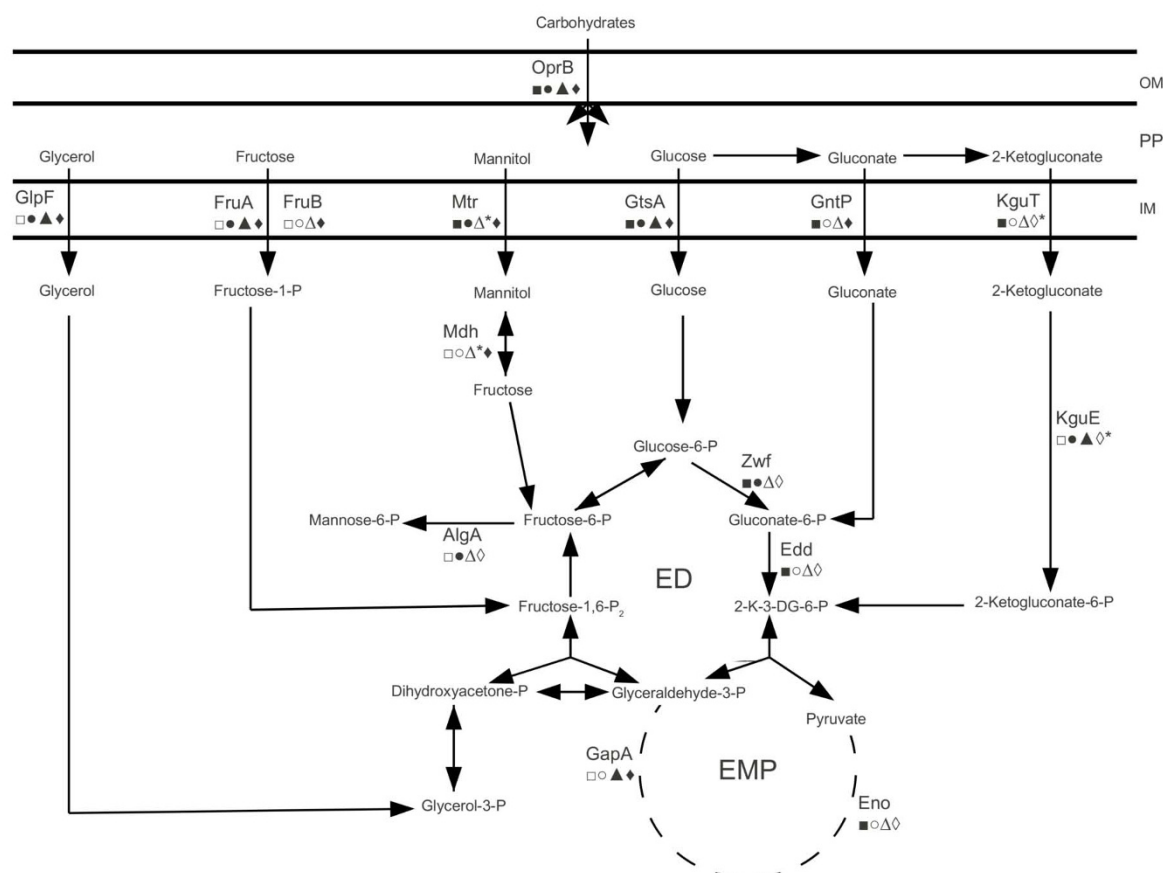 Carbohydrates
OprB
■●▲♦
OM
PP
Glycerol
Fructose
Mannitol
Glucose
Gluconate
2-Ketogluconate
GlpF
□●▲♦
FruA
□●▲♦
FruB
□○Δ♦
Mtr
■●Δ*♦
GtsA
■●▲♦
GntP
■○Δ♦
KguT
■○Δ◊*
IM
Glycerol
Fructose-1-P
Mannitol
Glucose
Gluconate
2-Ketogluconate
Mdh
□○Δ*♦
Fructose
KguE
□●▲◊*
Glucose-6-P
Zwf
■●Δ◊
Mannose-6-P
Fructose-6-P
Gluconate-6-P
AlgA
□●Δ◊
Edd
■○Δ◊
ED
Fructose-1,6-P₂
2-K-3-DG-6-P
2-Ketogluconate-6-P
Dihydroxyacetone-P
Glyceraldehyde-3-P
Pyruvate
GapA
□○▲♦
EMP
Glycerol-3-P
Eno
■○Δ◊